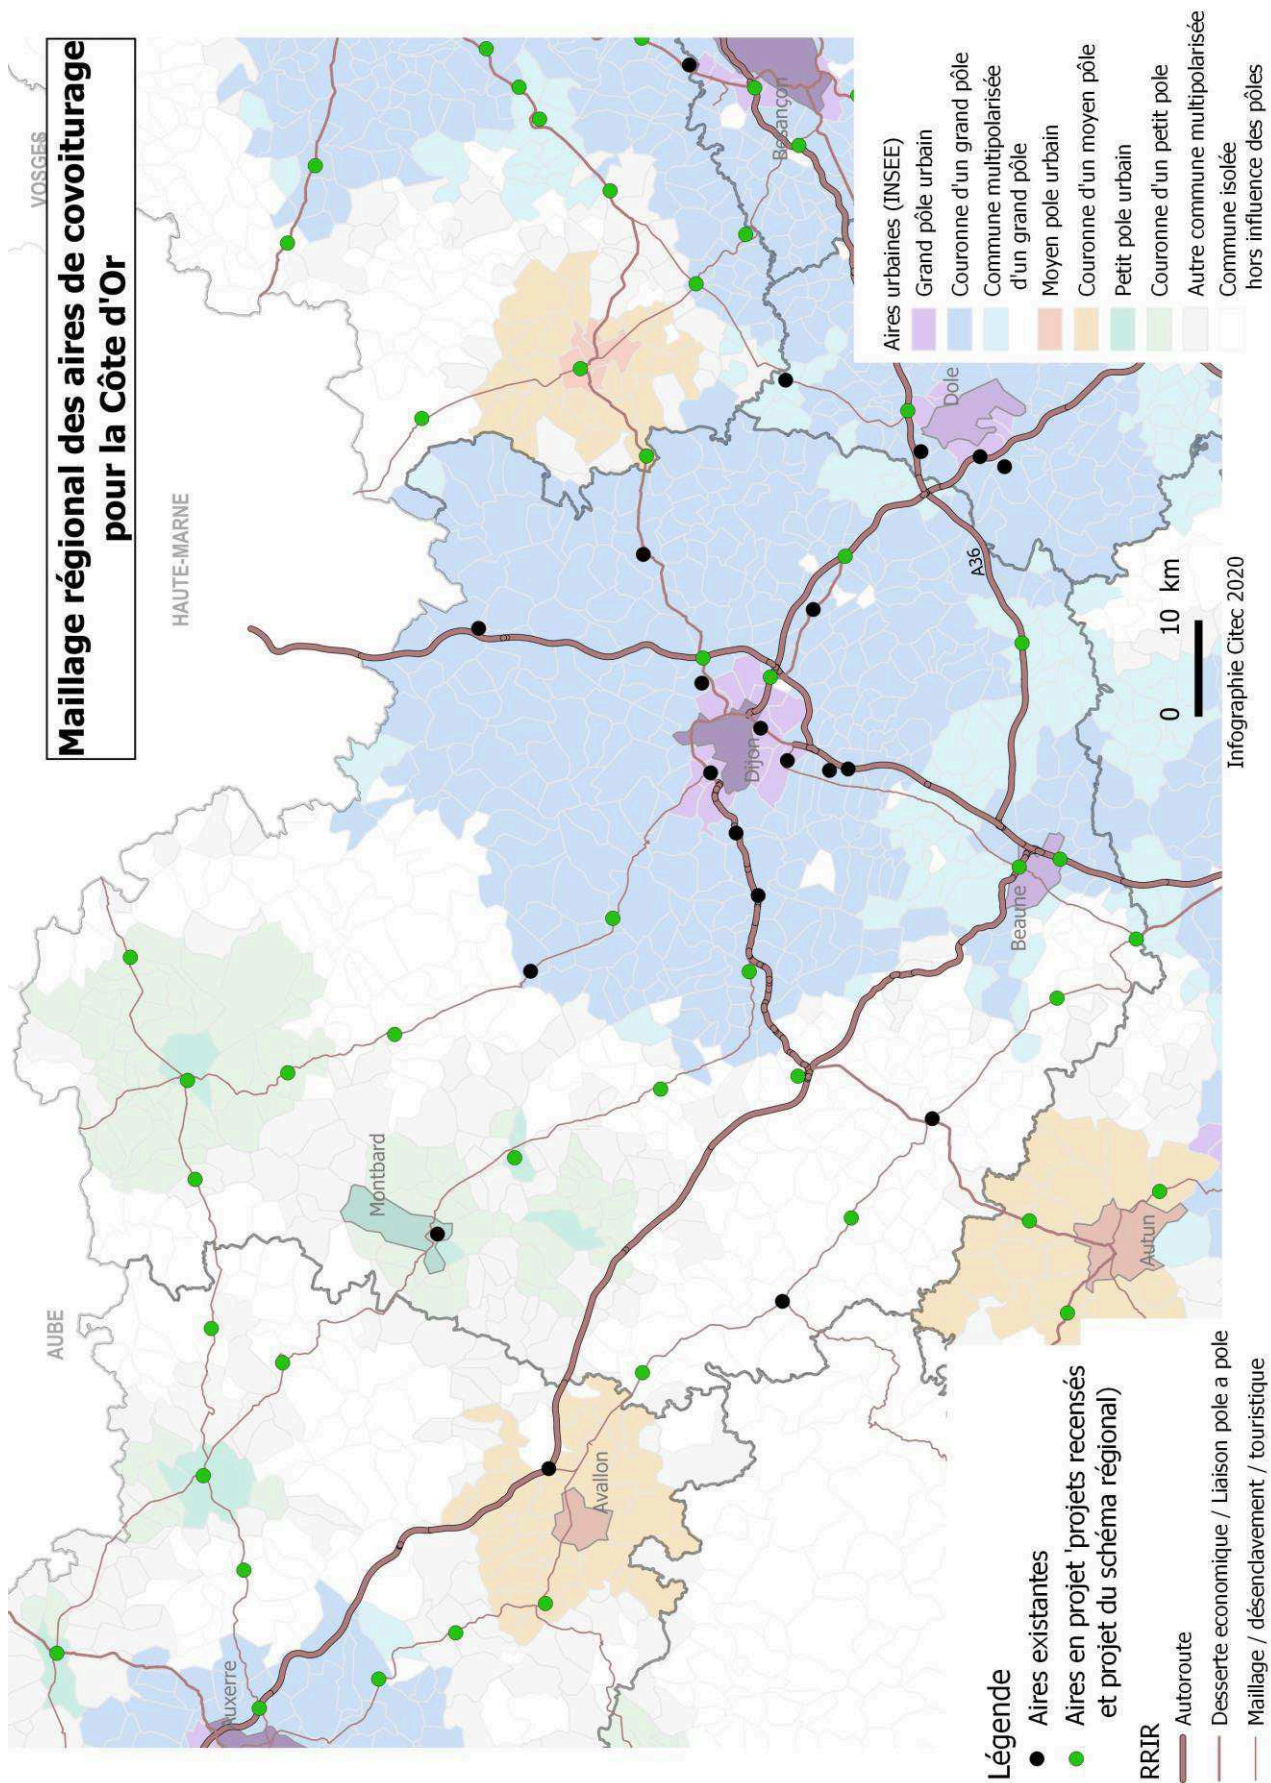 Maillage régional des aires de covoiturage
pour la Côte d'Or
VOSGES
HAUTE-MARNE
AUBE
Besançon
Dole
A36
Dijon
Beaune
Montbard
Autun
Avallon
Auxerre
Légende
Aires existantes
Aires en projet 'projets recensés
et projet du schéma régional)
RRIR
Autoroute
Desserte economique / Liaison pole a pole
Maillage / désenclavement / touristique
0 10 km
Infographie Citec 2020
Aires urbaines (INSEE)
Grand pôle urbain
Couronne d'un grand pôle
Commune multipolarisée
d'un grand pôle
Moyen pole urbain
Couronne d'un moyen pôle
Petit pole urbain
Couronne d'un petit pole
Autre commune multipolarisée
Commune isolée
hors influence des pôles